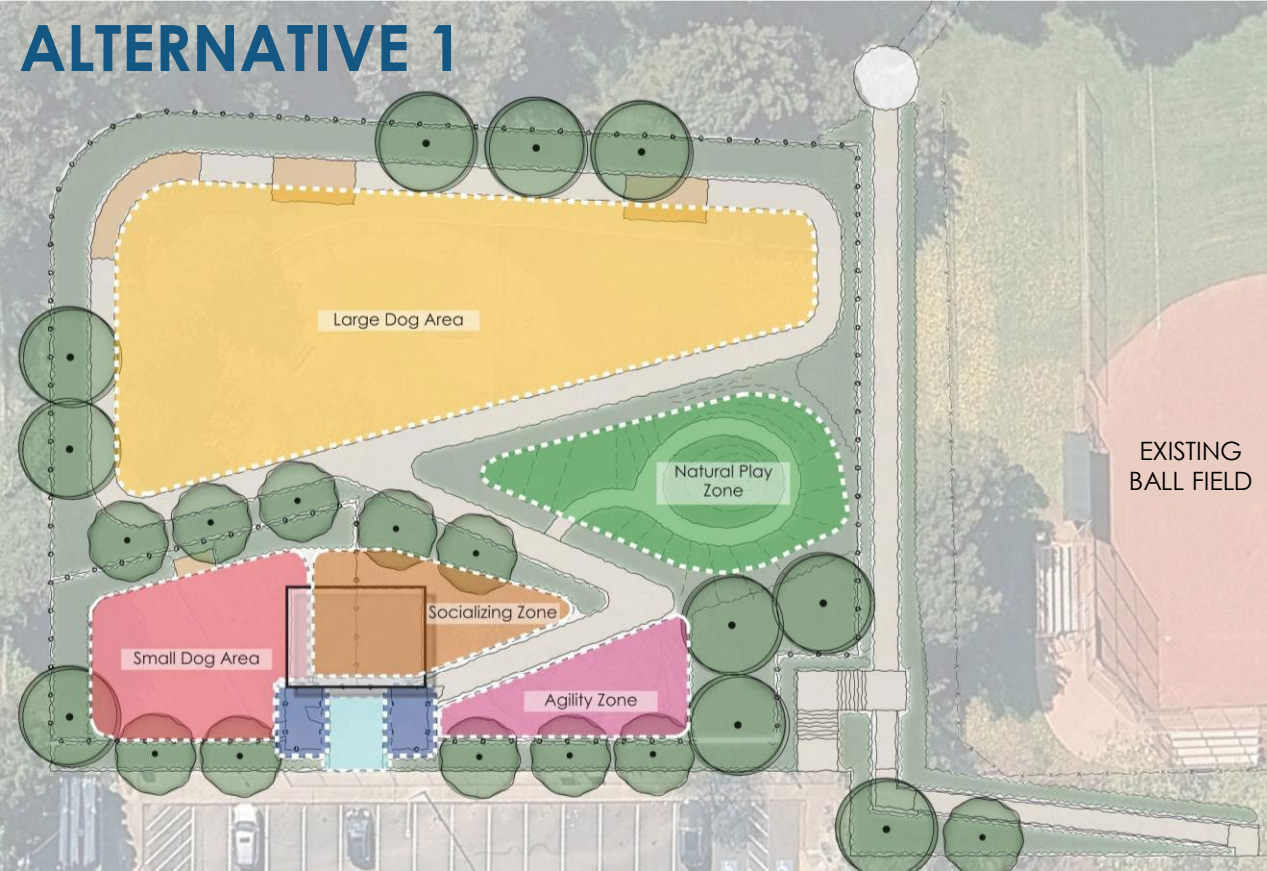 ALTERNATIVE 1
Large Dog Area
Natural Play
Zone
EXISTING
BALL FIELD
Socializing Zone
Small Dog Area
Agility Zone